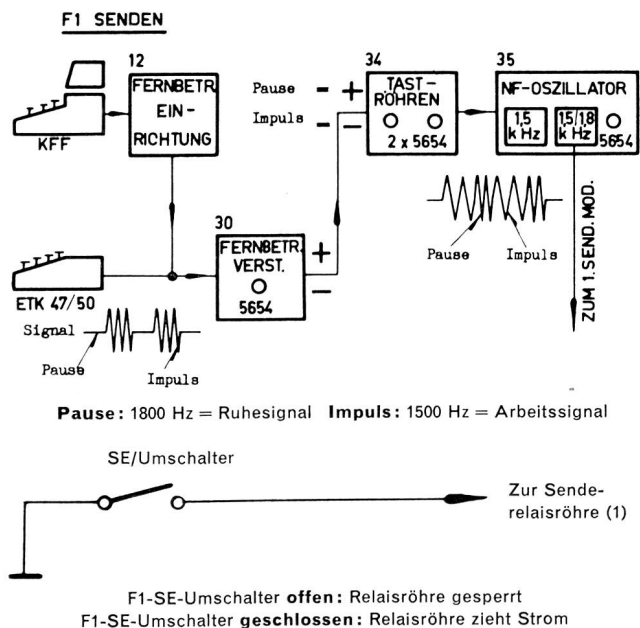 F1 SENDEN
12
FERNBETR.
EIN-
RICHTUNG
KFF
34
TAST-
RÖHREN
2 x 5654
Pause - +
Impuls - -
35
NF-OSZILLATOR
1,5
k Hz
1,5/1,8
k Hz
5654
Pause
Impuls
ZUM 1. SEND. MOD.
30
FERNBETR.
VERST.
5654
+
-
ETK 47/50
Signal
Pause
Impuls
Pause: 1800 Hz = Ruhesignal Impuls: 1500 Hz = Arbeitssignal
SE/Umschalter
Zur Sende-
relaisröhre (1)
F1-SE-Umschalter offen: Relaisröhre gesperrt
F1-SE-Umschalter geschlossen: Relaisröhre zieht Strom